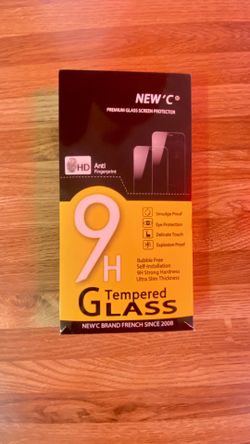 NEW'C®
PREMIUM GLASS SCREEN PROTECTOR
HD
Anti
Fingerprint
9H
Smudge Proof
Eye Protection
Delicate Touch
Explosion Proof
Bubble Free
Self-installation
9H Strong Hardness
Ultra Slim Thickness
Tempered
GLASS
NEW'C BRAND FRENCH SINCE 2008